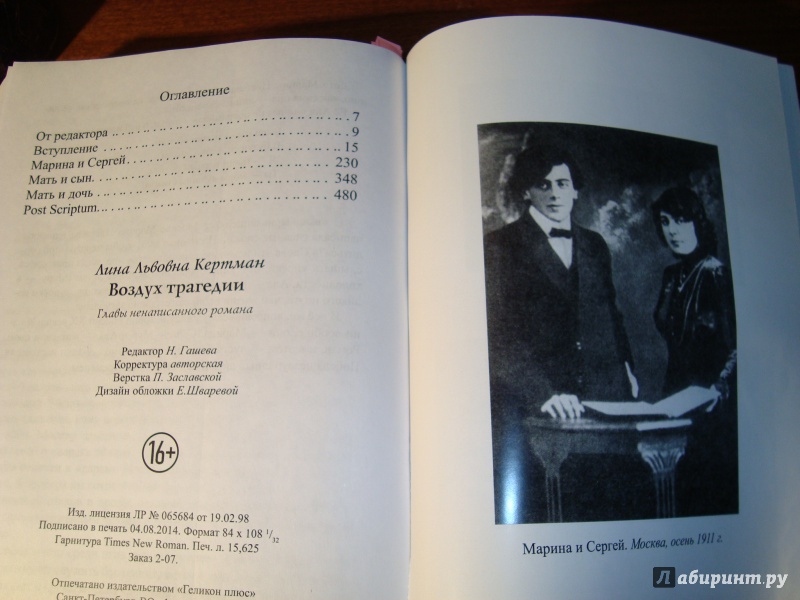 Оглавление
От редактора 7
Вступление 9
Марина и Сергей 15
Мать и сын 230
Мать и дочь 348
Post Scriptum 480
Лина Львовна Кертман
Воздух трагедии
Главы ненаписанного романа
Редактор Н. Гашева
Корректура авторская
Верстка П. Заславской
Дизайн обложки Е.Шваревой
16+
Изд. лицензия ЛР № 065684 от 19.02.98
Подписано в печать 04.08.2014. Формат 84 x 108 1/32
Гарнитура Times New Roman. Печ. л. 15,625
Заказ 2-07.
Отпечатано издательством «Геликон плюс»
Санкт-Петербург
Марина и Сергей. Москва, осень 1911 г.
Лабиринт.ру